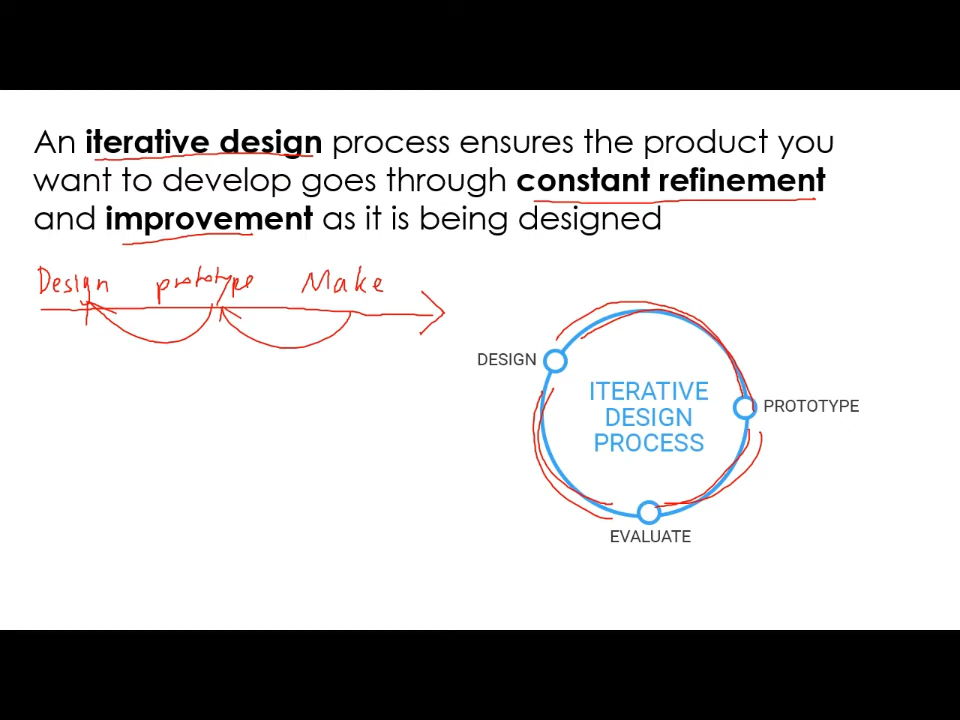 An iterative design process ensures the product you
want to develop goes through constant refinement
and improvement as it is being designed
Design prototype Make
DESIGN
ITERATIVE
DESIGN
PROCESS
PROTOTYPE
EVALUATE